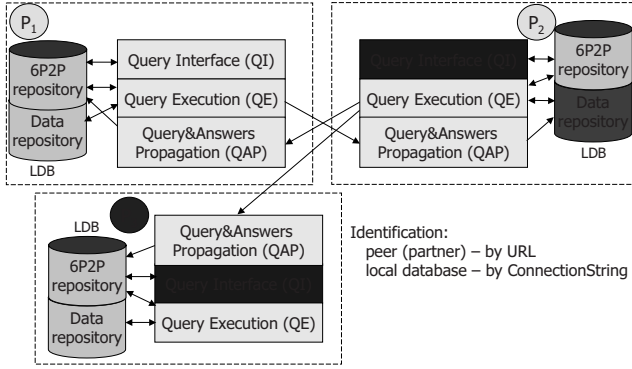 P1
6P2P
repository
Data
repository
LDB
Query Interface (QI)
Query Execution (QE)
Query&Answers
Propagation (QAP)
P2
Query Interface (QI)
Query Execution (QE)
Query&Answers
Propagation (QAP)
6P2P
repository
Data
repository
LDB
LDB
6P2P
repository
Data
repository
Query&Answers
Propagation (QAP)
Query Interface (QI)
Query Execution (QE)
Identification:
peer (partner) – by URL
local database – by ConnectionString